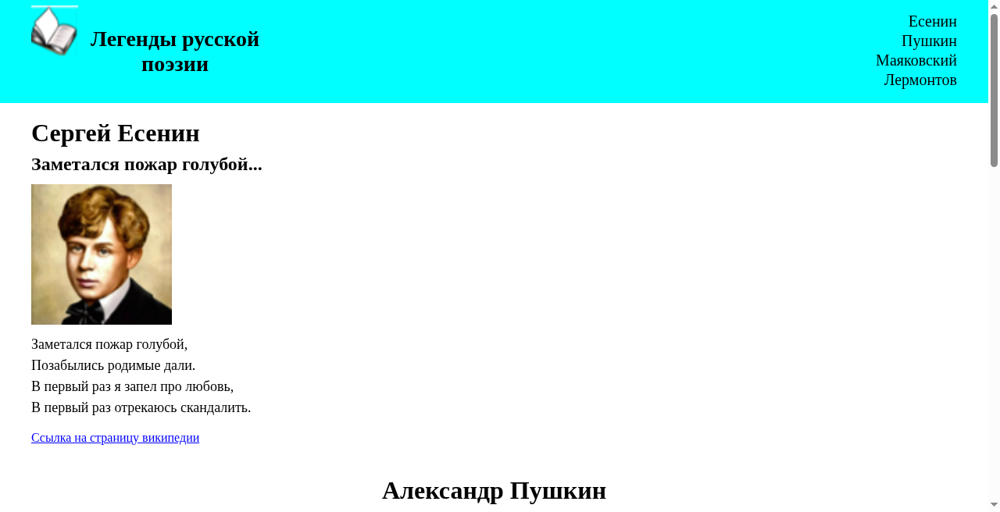 Легенды русской
поэзии
Есенин
Пушкин
Маяковский
Лермонтов
Сергей Есенин
Заметался пожар голубой...
Заметался пожар голубой,
Позабылись родимые дали.
В первый раз я запел про любовь,
В первый раз отрекаюсь скандалить.
Ссылка на страницу википедии
Александр Пушкин